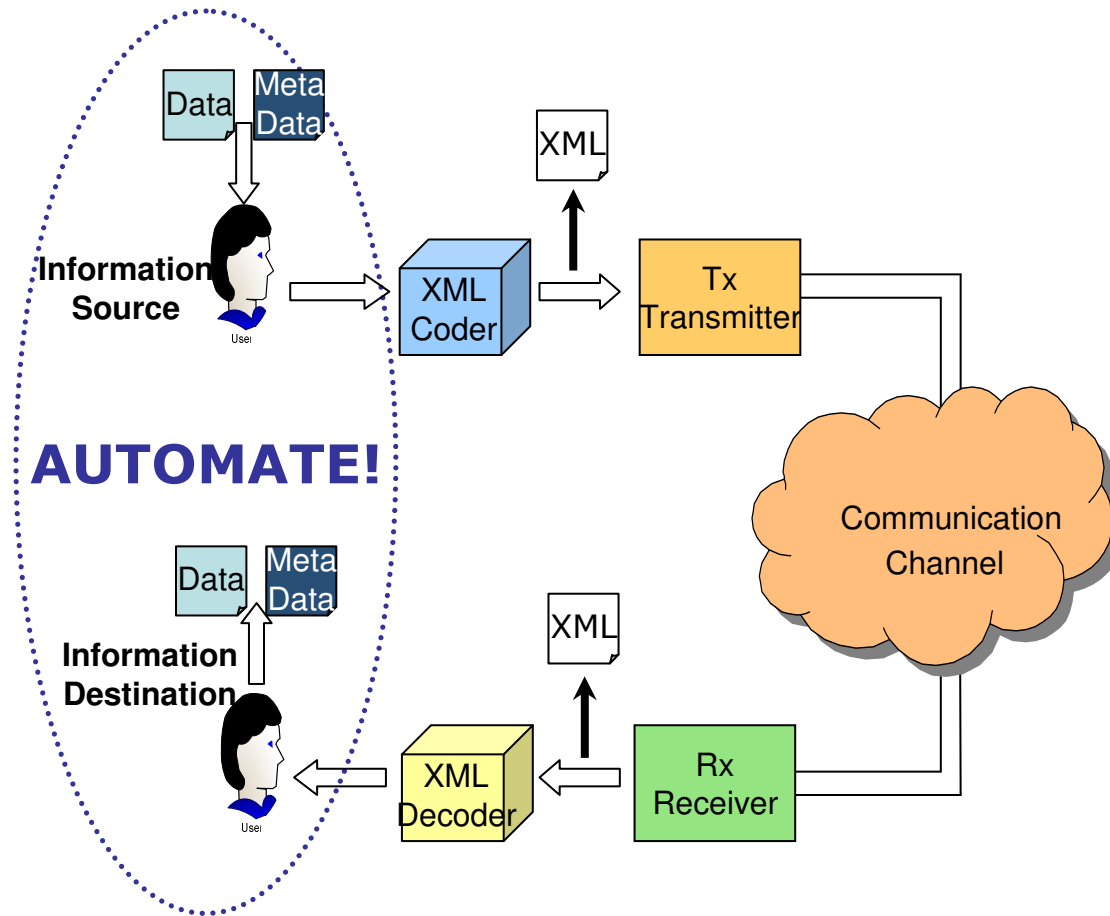 Data
Meta
Data
XML
Information
Source
User
XML
Coder
Tx
Transmitter
AUTOMATE!
Communication
Channel
Data
Meta
Data
XML
Information
Destination
User
XML
Decoder
Rx
Receiver